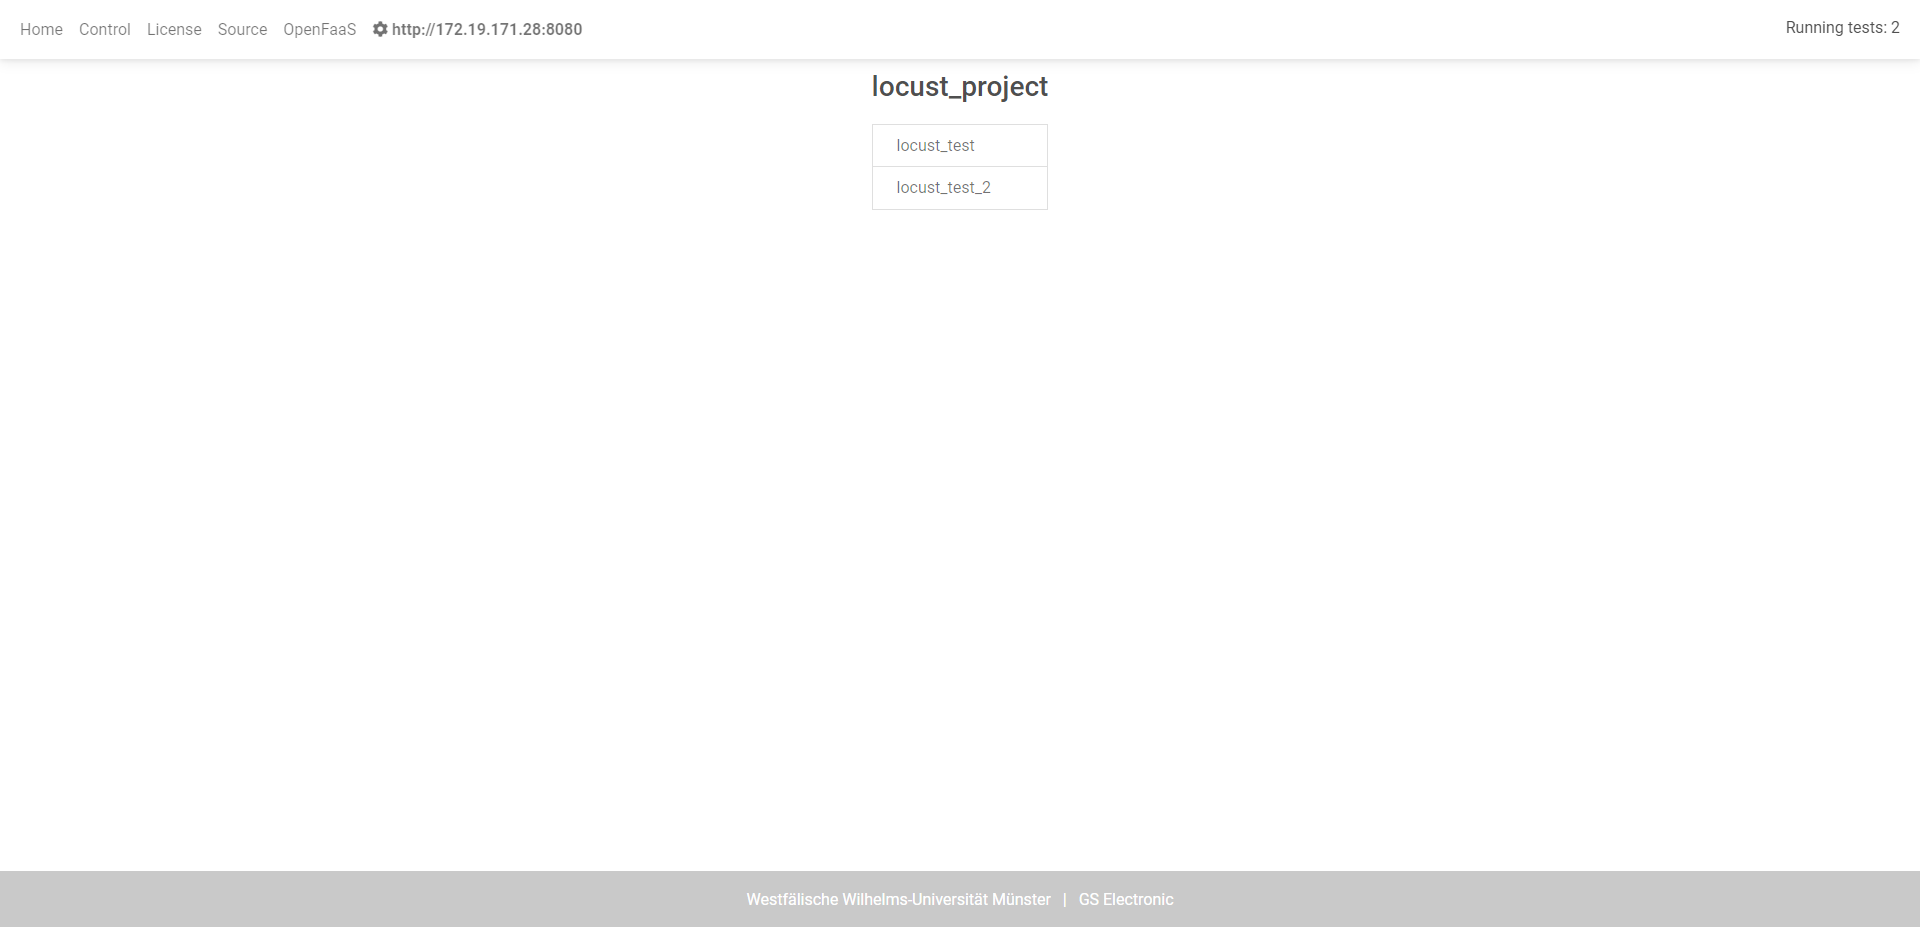 Home Control License Source OpenFaaS http://172.19.171.28:8080 Running tests: 2
locust_project
locust_test
locust_test_2
Westfälische Wilhelms-Universität Münster | GS Electronic